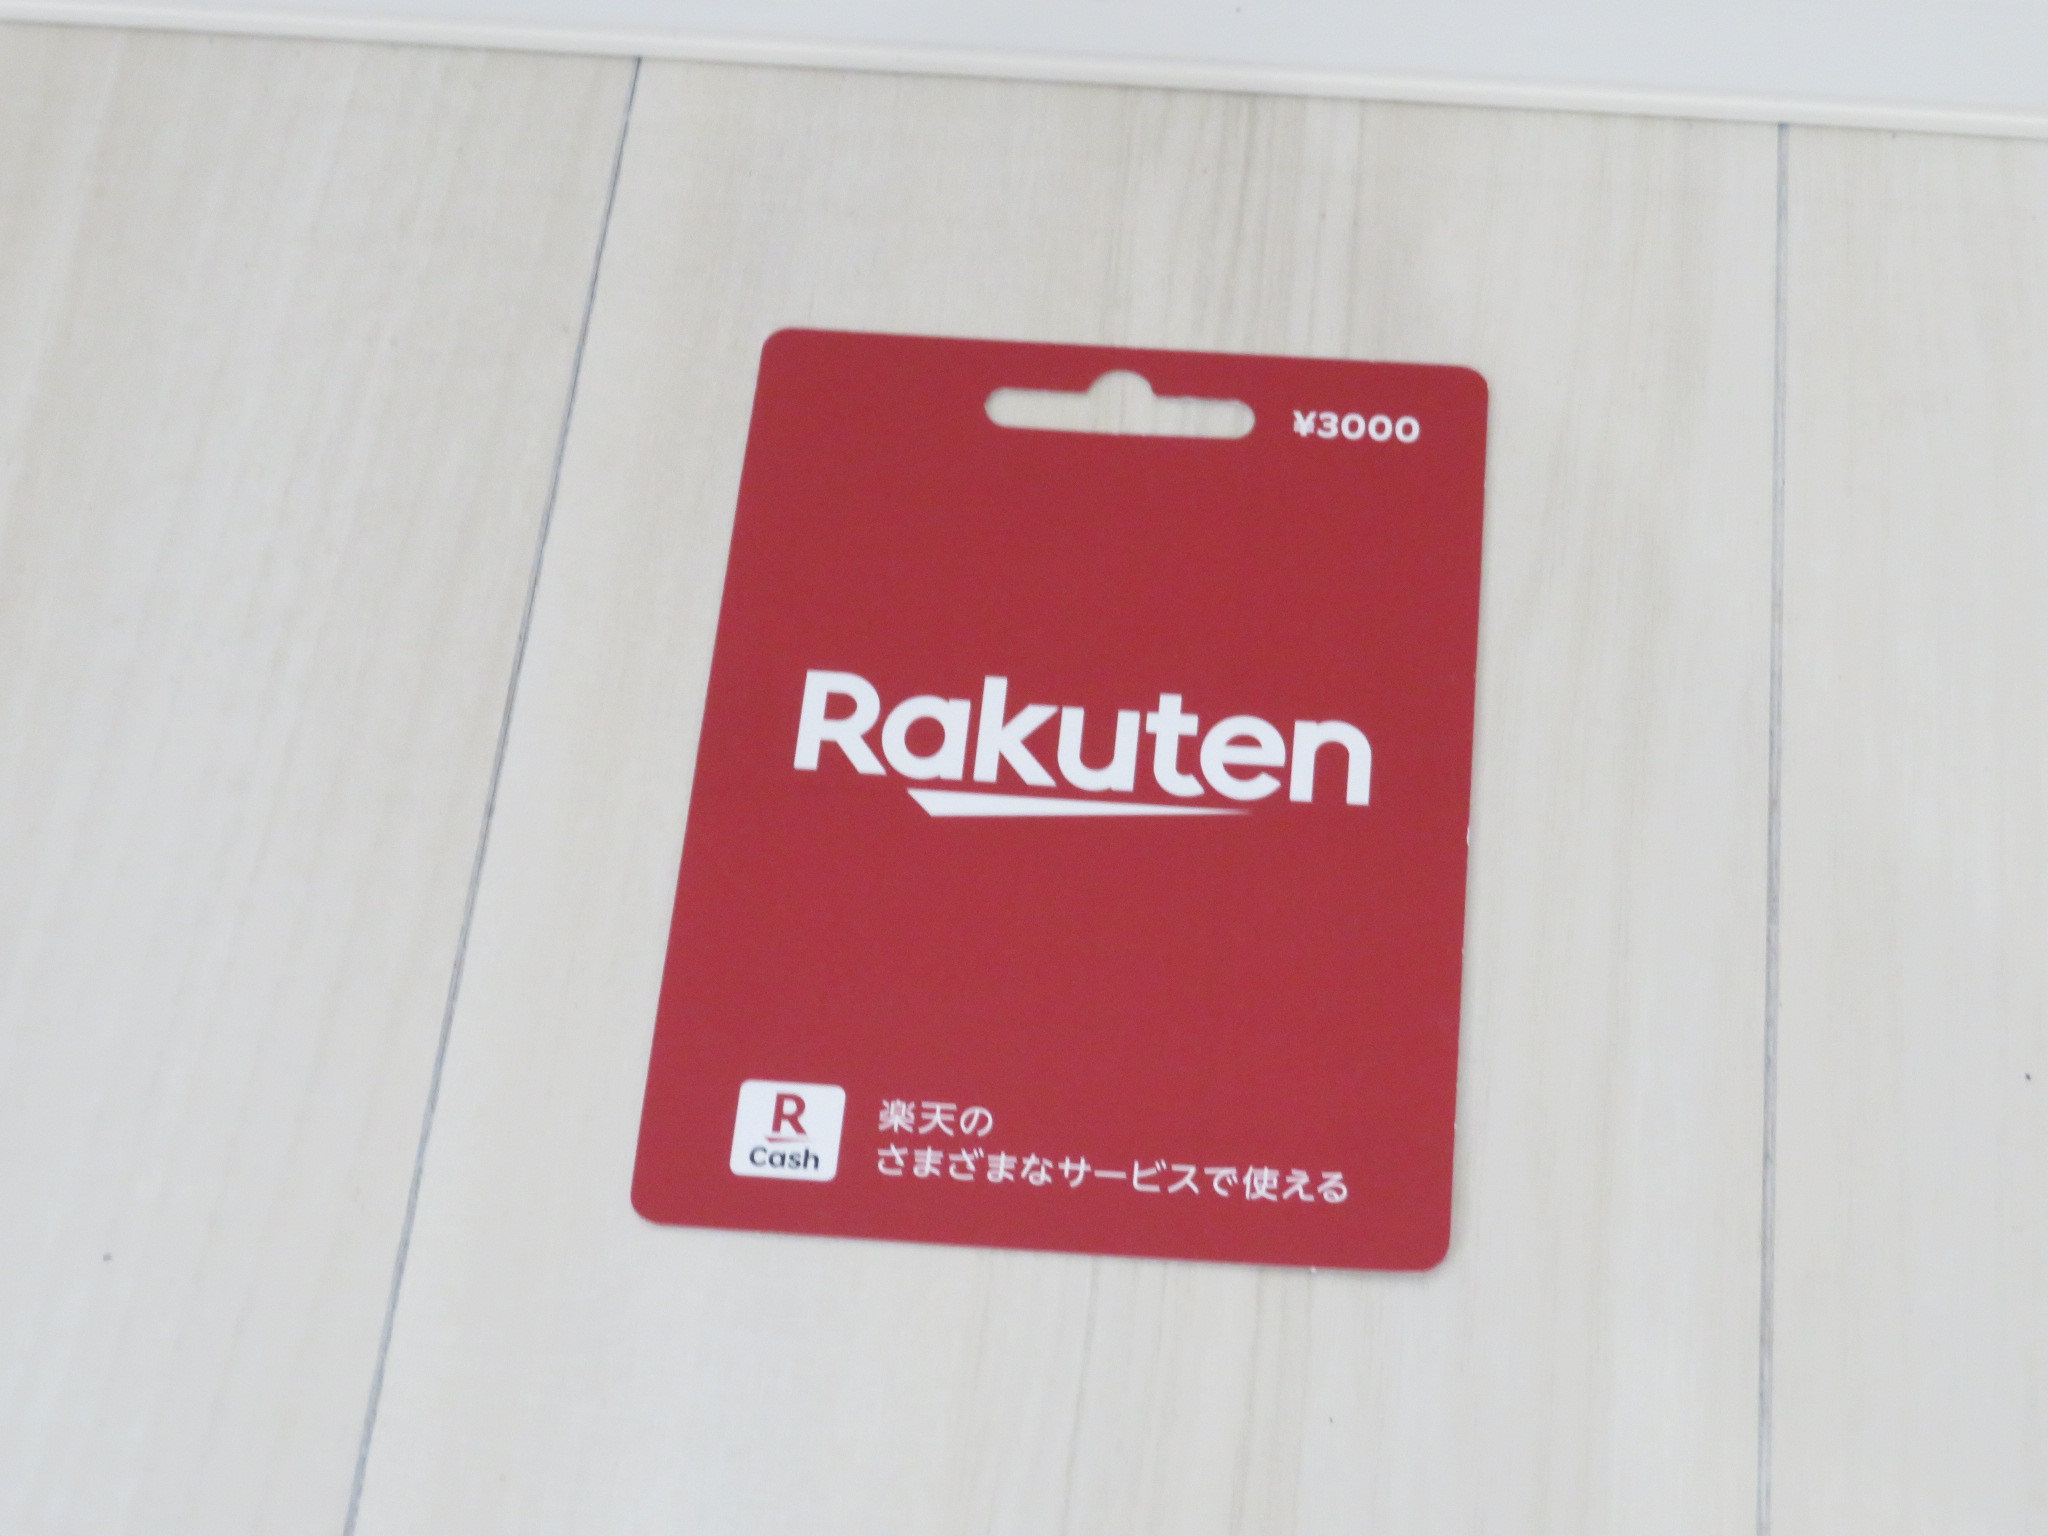 ¥3000
Rakuten
R
Cash
楽天の
さまざまなサービスで使える